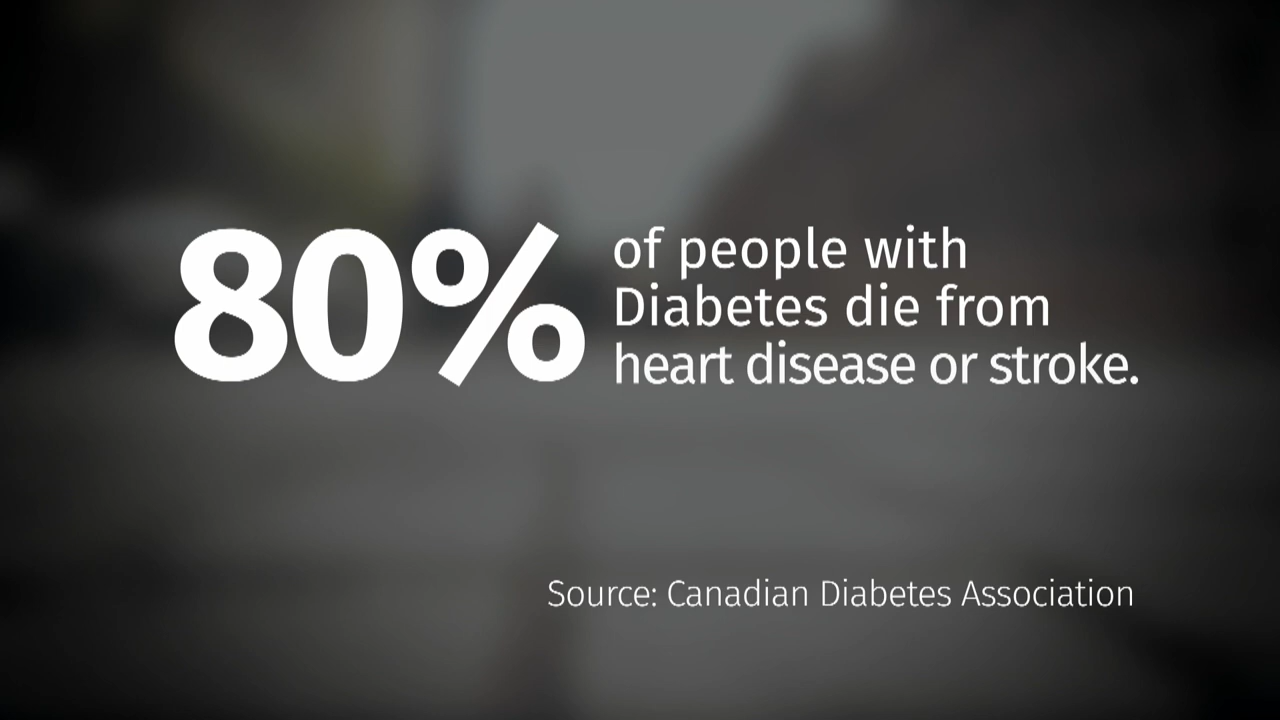 80% of people with
Diabetes die from
heart disease or stroke.
Source: Canadian Diabetes Association